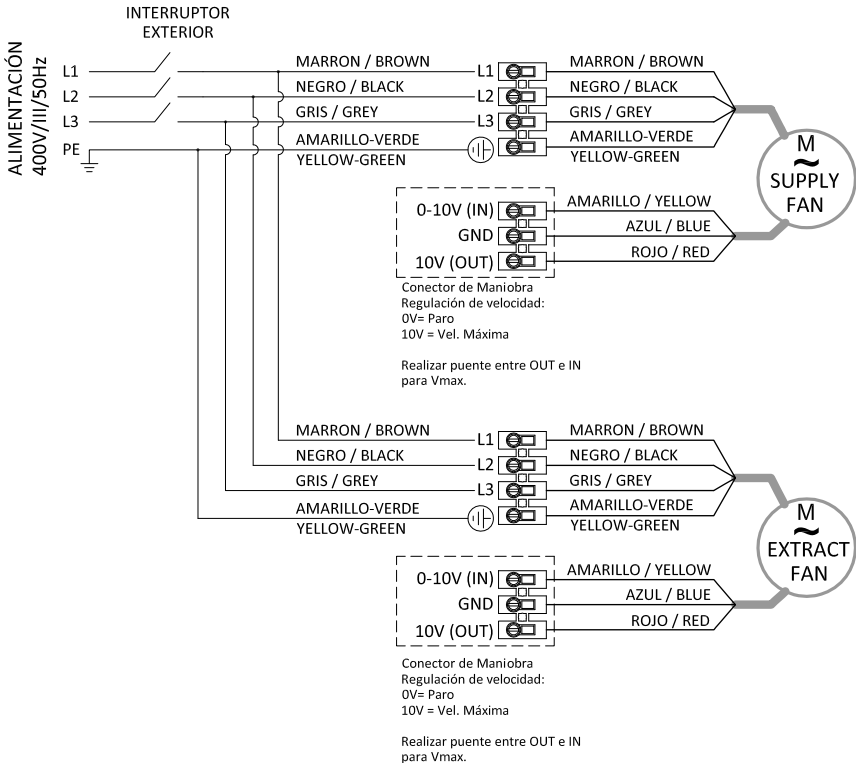 INTERRUPTOR
EXTERIOR
ALIMENTACIÓN
400V/III/50Hz
L1
L2
L3
PE
MARRON / BROWN
NEGRO / BLACK
GRIS / GREY
AMARILLO-VERDE
YELLOW-GREEN
L1
L2
L3
MARRON / BROWN
NEGRO / BLACK
GRIS / GREY
AMARILLO-VERDE
YELLOW-GREEN
M
~
SUPPLY
FAN
0-10V (IN)
GND
10V (OUT)
AMARILLO / YELLOW
AZUL / BLUE
ROJO / RED
Conector de Maniobra
Regulación de velocidad:
0V= Paro
10V = Vel. Máxima
Realizar puente entre OUT e IN
para Vmax.
MARRON / BROWN
NEGRO / BLACK
GRIS / GREY
AMARILLO-VERDE
YELLOW-GREEN
L1
L2
L3
MARRON / BROWN
NEGRO / BLACK
GRIS / GREY
AMARILLO-VERDE
YELLOW-GREEN
M
~
EXTRACT
FAN
0-10V (IN)
GND
10V (OUT)
AMARILLO / YELLOW
AZUL / BLUE
ROJO / RED
Conector de Maniobra
Regulación de velocidad:
0V= Paro
10V = Vel. Máxima
Realizar puente entre OUT e IN
para Vmax.